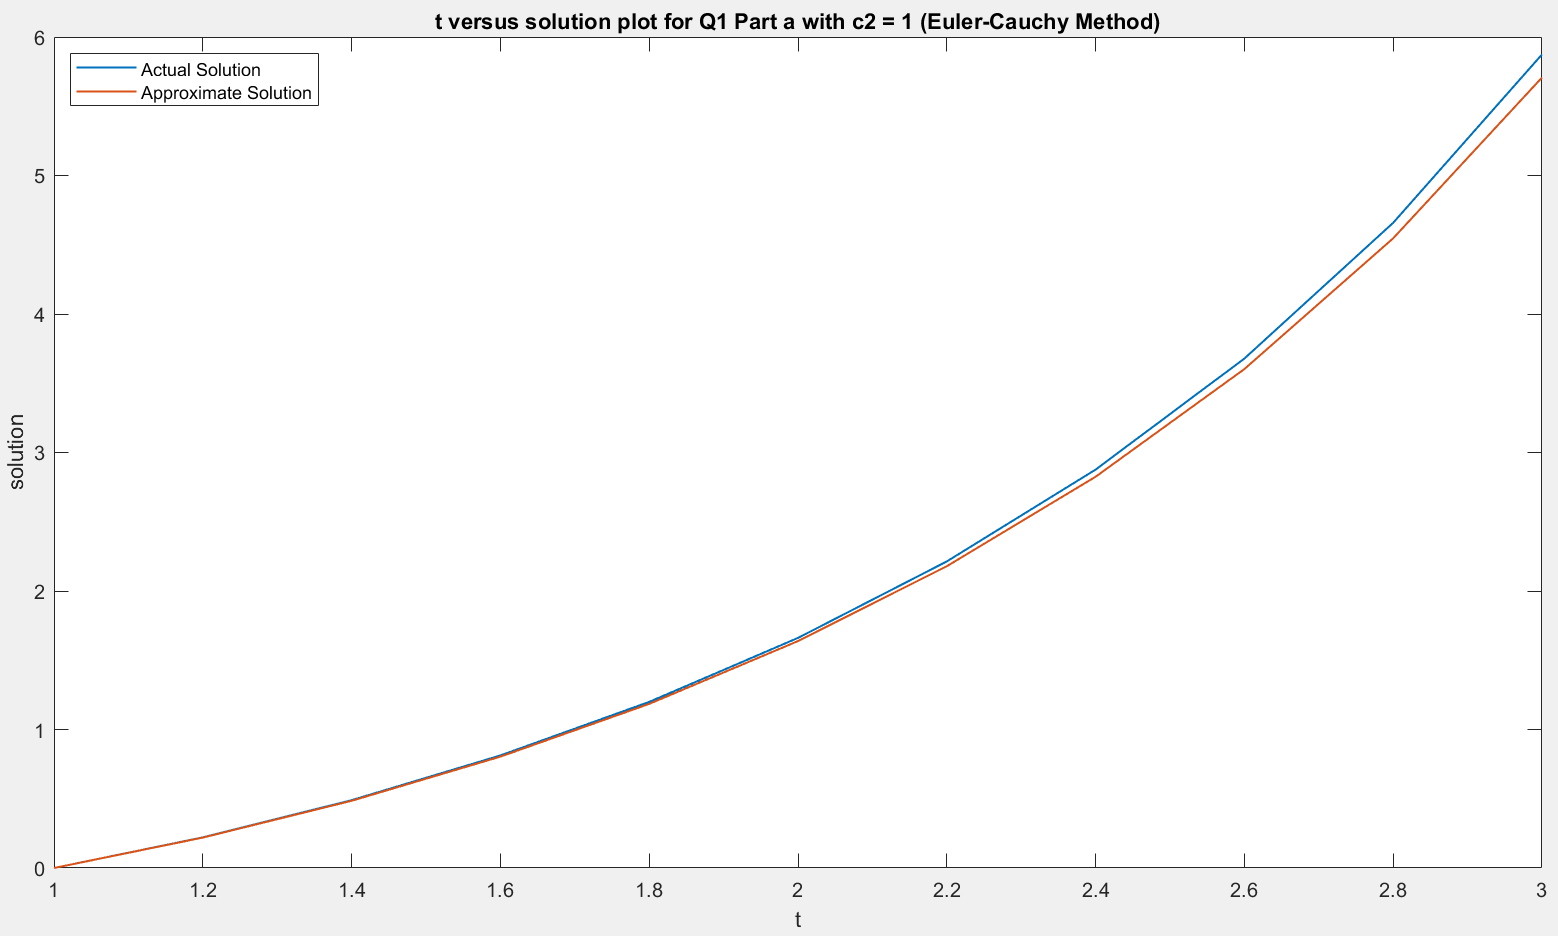 t versus solution plot for Q1 Part a with c2 = 1 (Euler-Cauchy Method)
Actual Solution
Approximate Solution
6
5
4
3
2
1
0
solution
1 1.2 1.4 1.6 1.8 2 2.2 2.4 2.6 2.8 3
t